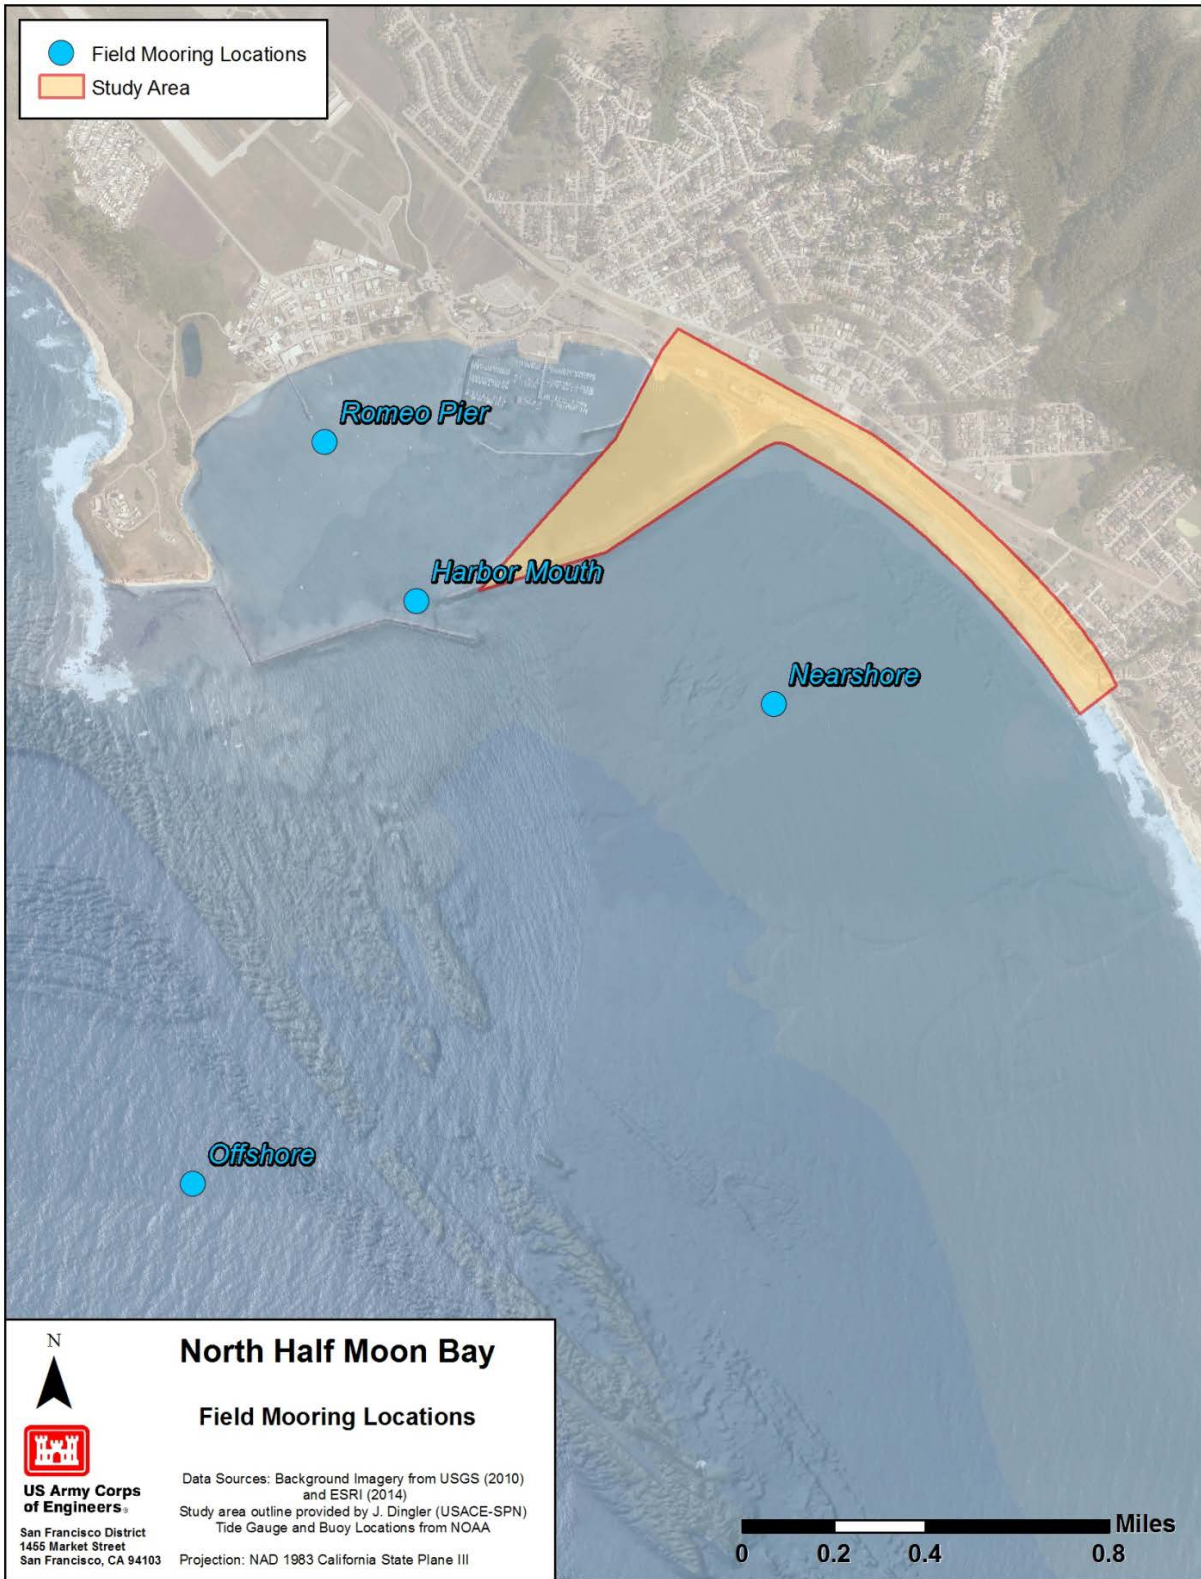 Field Mooring Locations
Study Area
Romeo Pier
Harbor Mouth
Nearshore
Offshore
N
North Half Moon Bay
Field Mooring Locations
US Army Corps
of Engineers®
San Francisco District
1455 Market Street
San Francisco, CA 94103
Data Sources: Background Imagery from USGS (2010)
and ESRI (2014)
Study area outline provided by J. Dingler (USACE-SPN)
Tide Gauge and Buoy Locations from NOAA
Projection: NAD 1983 California State Plane III
Miles
0 0.2 0.4 0.8